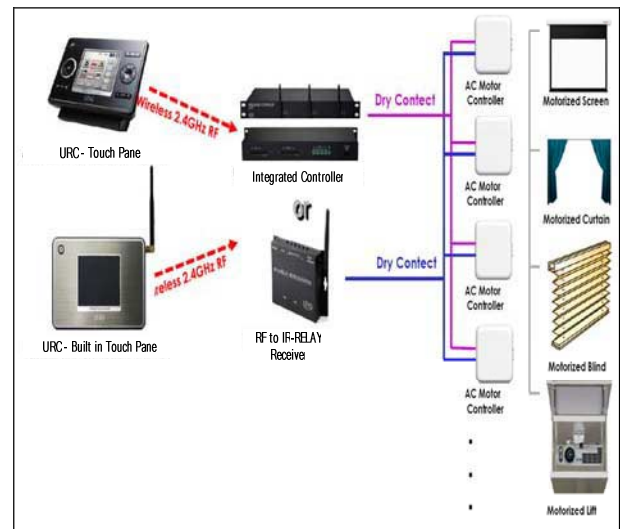 Wireless 2.4GHz RF
URC- Touch Pane
Integrated Controller
Dry Contect
AC Motor
Controller
Motorized Screen
or
AC Motor
Controller
Motorized Curtain
reless 2.4GHz RF
URC- Built in Touch Pane
RF to IR-RELAY
Receiver
Dry Contect
AC Motor
Controller
Motorized Blind
AC Motor
Controller
Motorized Lift